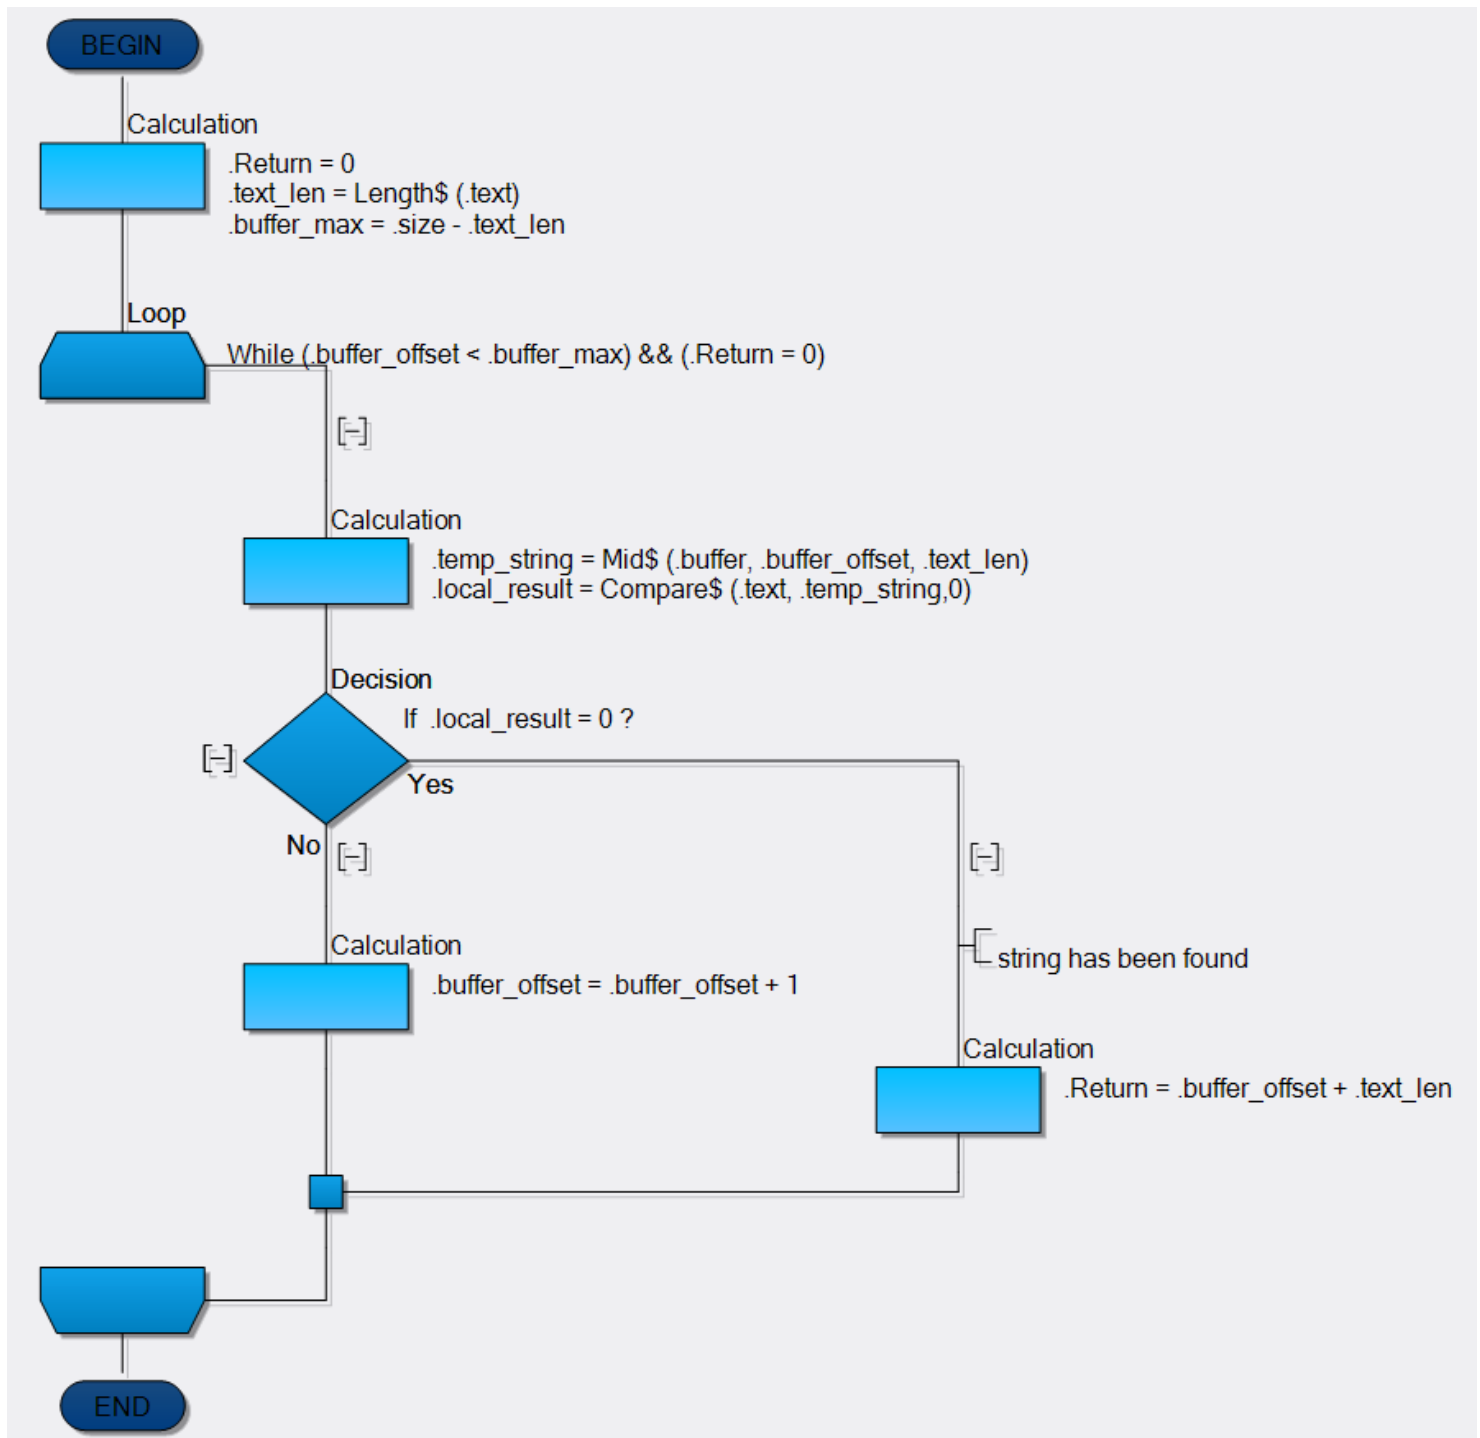 BEGIN
Calculation
.Return = 0
.text_len = Length$ (.text)
.buffer_max = .size - .text_len
Loop
While (.buffer_offset < .buffer_max) && (.Return = 0)
Calculation
.temp_string = Mid$ (.buffer, .buffer_offset, .text_len)
.local_result = Compare$ (.text, .temp_string,0)
Decision
If  .local_result = 0 ?
Yes
No
Calculation
.buffer_offset = .buffer_offset + 1
string has been found
Calculation
.Return = .buffer_offset + .text_len
END